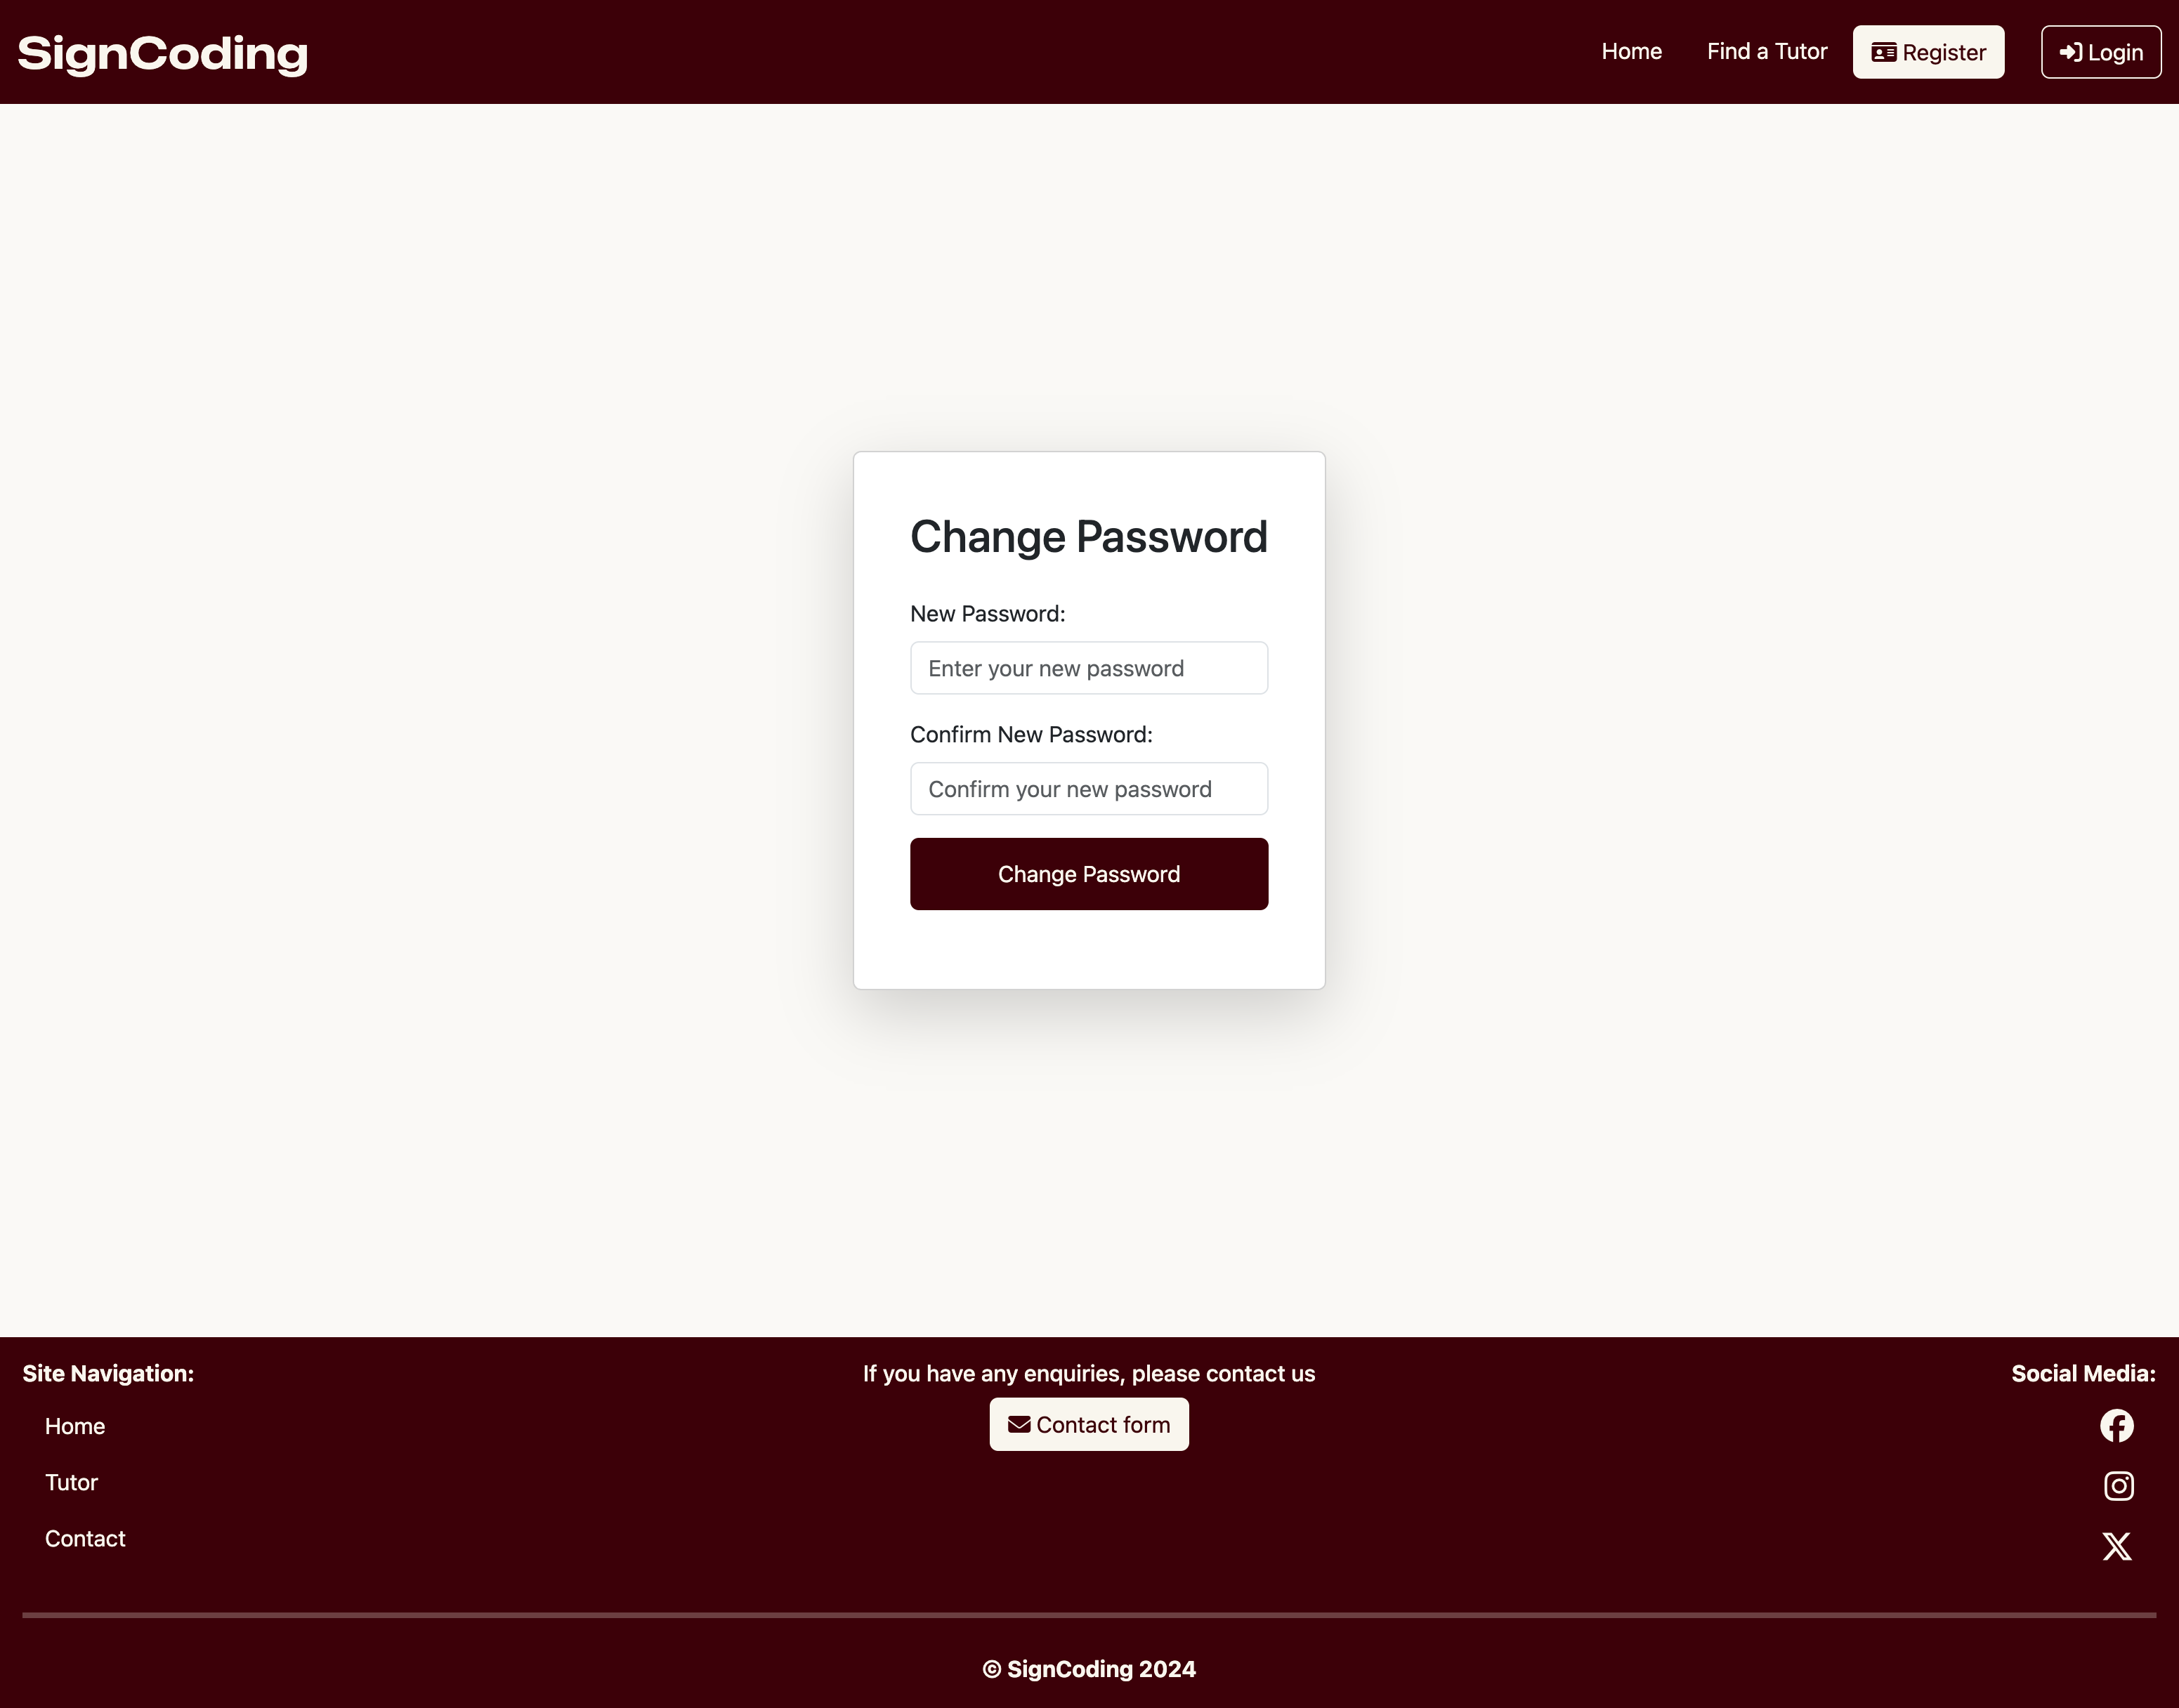 SignCoding
Home
Find a Tutor
Register
Login
Change Password
New Password:
Enter your new password
Confirm New Password:
Confirm your new password
Change Password
Site Navigation:
Home
Tutor
Contact
If you have any enquiries, please contact us
Contact form
Social Media:
© SignCoding 2024